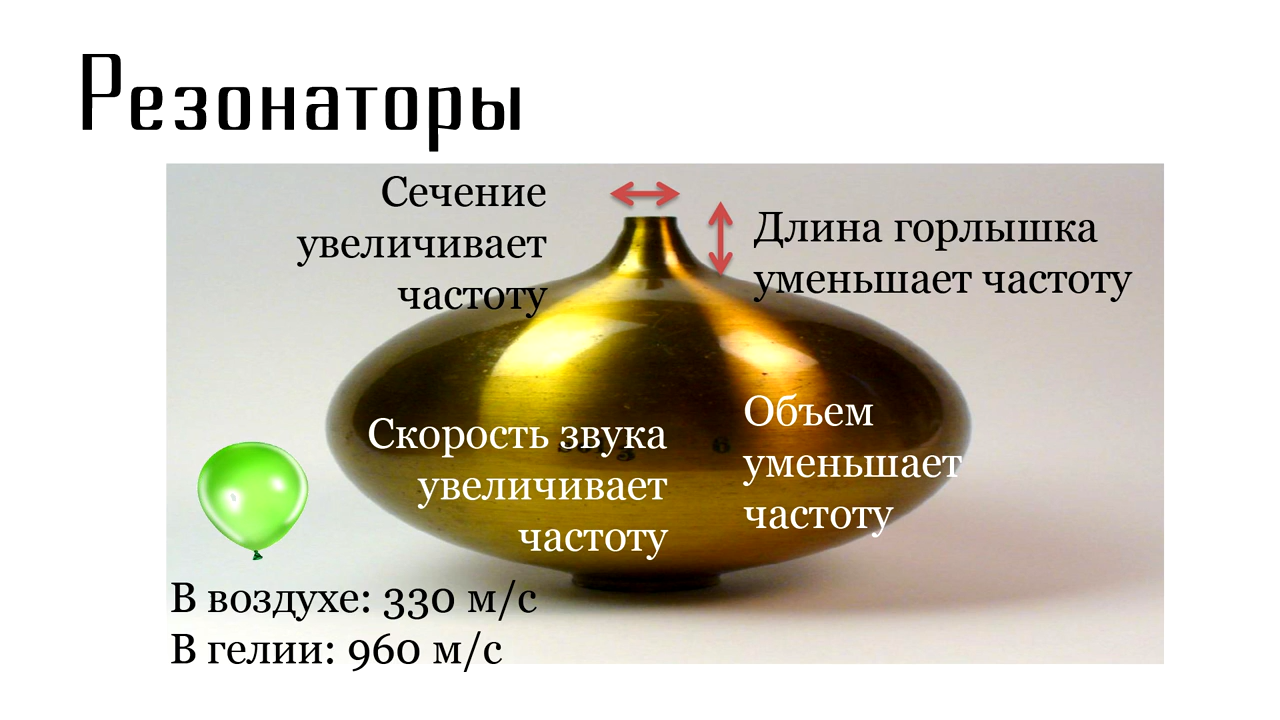 Резонаторы
Сечение
увеличивает
частоту
Длина горлышка
уменьшает частоту
Скорость звука
увеличивает
частоту
Объем
уменьшает
частоту
В воздухе: 330 м/с
В гелии: 960 м/с